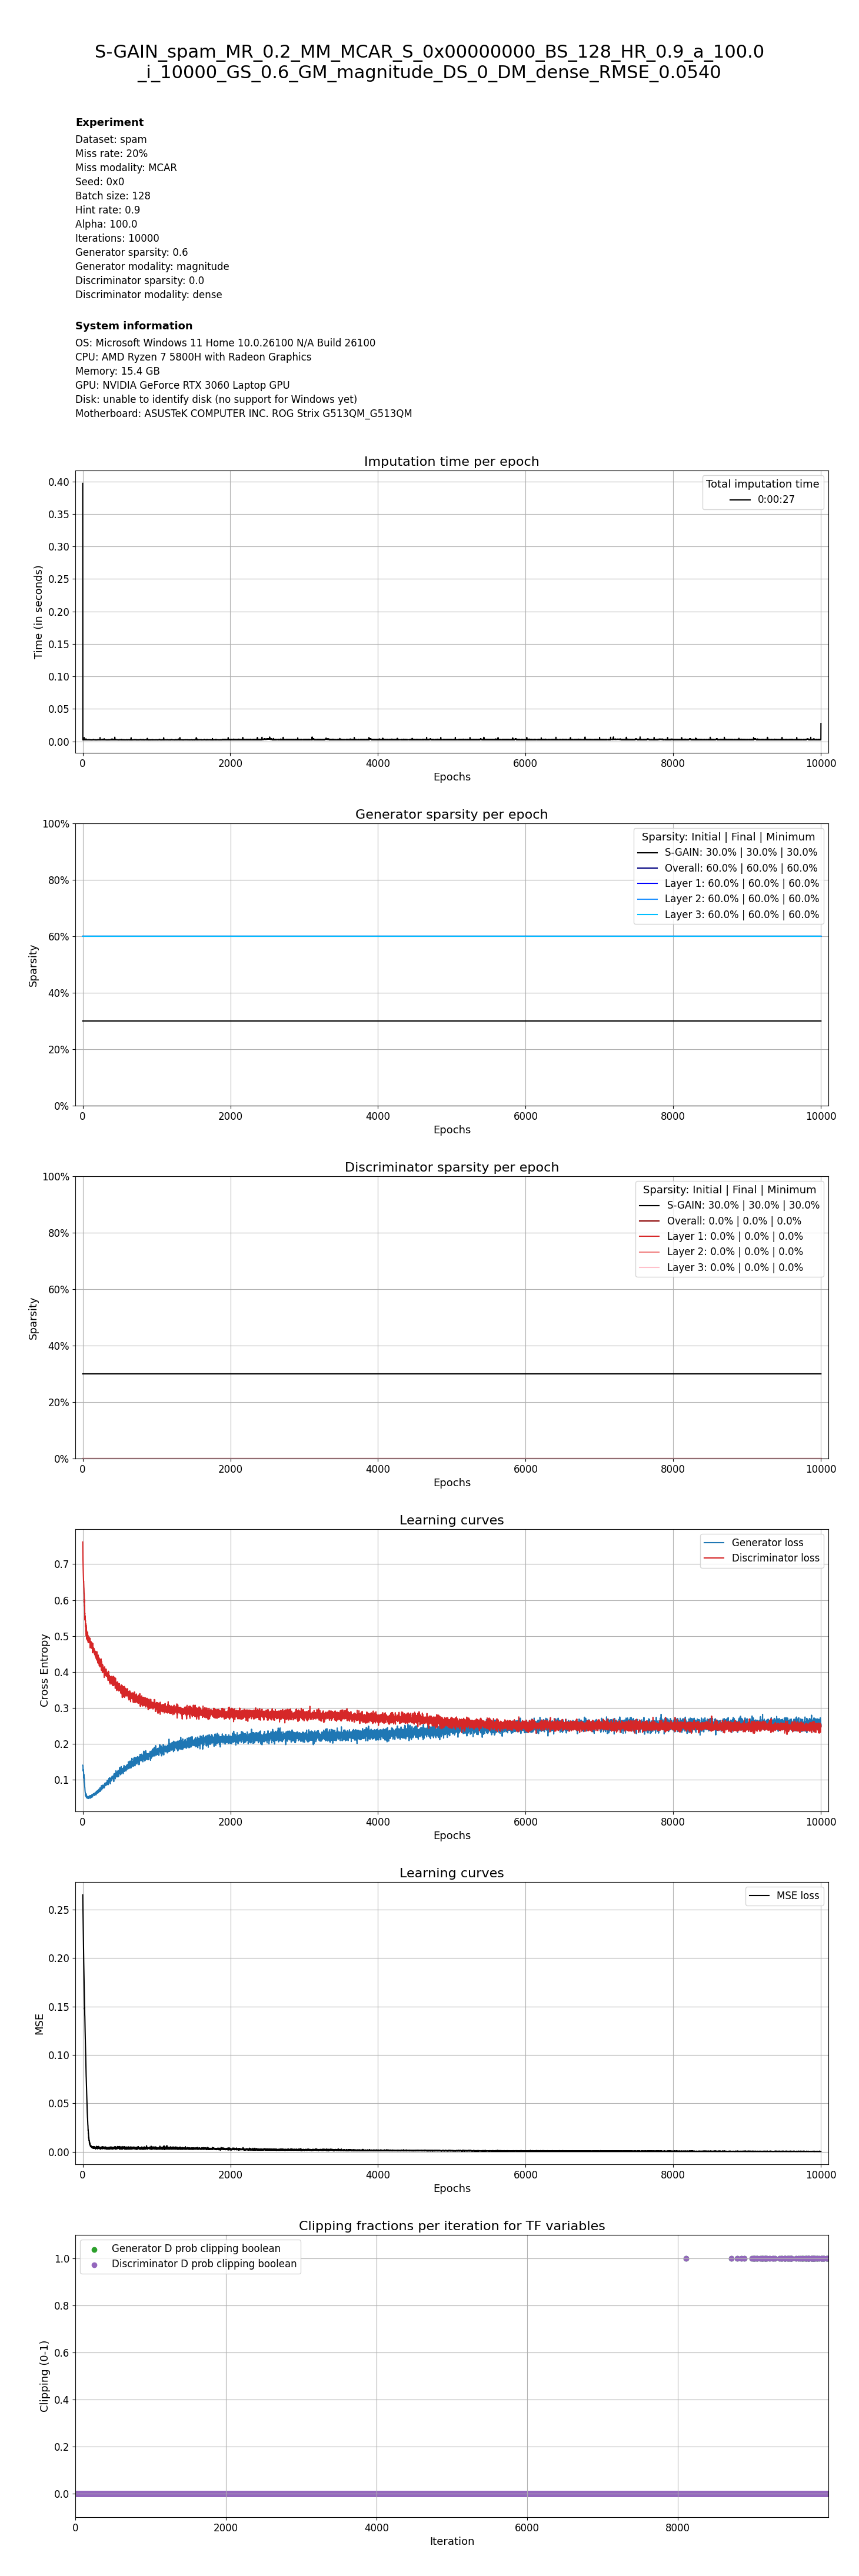 S-GAIN_spam_MR_0.2_MM_MCAR_S_0x00000000_BS_128_HR_0.9_a_100.0
_i_10000_GS_0.6_GM_magnitude_DS_0_DM_dense_RMSE_0.0540
Experiment
Dataset: spam
Miss rate: 20%
Miss modality: MCAR
Seed: 0x0
Batch size: 128
Hint rate: 0.9
Alpha: 100.0
Iterations: 10000
Generator sparsity: 0.6
Generator modality: magnitude
Discriminator sparsity: 0.0
Discriminator modality: dense
System information
OS: Microsoft Windows 11 Home 10.0.26100 N/A Build 26100
CPU: AMD Ryzen 7 5800H with Radeon Graphics
Memory: 15.4 GB
GPU: NVIDIA GeForce RTX 3060 Laptop GPU
Disk: unable to identify disk (no support for Windows yet)
Motherboard: ASUSTeK COMPUTER INC. ROG Strix G513QM_G513QM
Imputation time per epoch
Total imputation time
0:00:27
0.40
0.35
0.30
0.25
0.20
0.15
0.10
0.05
0.00
Time (in seconds)
0 2000 4000 6000 8000 10000
Epochs
Generator sparsity per epoch
Sparsity: Initial | Final | Minimum
S-GAIN: 30.0% | 30.0% | 30.0%
Overall: 60.0% | 60.0% | 60.0%
Layer 1: 60.0% | 60.0% | 60.0%
Layer 2: 60.0% | 60.0% | 60.0%
Layer 3: 60.0% | 60.0% | 60.0%
100%
80%
60%
40%
20%
0%
Sparsity
0 2000 4000 6000 8000 10000
Epochs
Discriminator sparsity per epoch
Sparsity: Initial | Final | Minimum
S-GAIN: 30.0% | 30.0% | 30.0%
Overall: 0.0% | 0.0% | 0.0%
Layer 1: 0.0% | 0.0% | 0.0%
Layer 2: 0.0% | 0.0% | 0.0%
Layer 3: 0.0% | 0.0% | 0.0%
100%
80%
60%
40%
20%
0%
Sparsity
0 2000 4000 6000 8000 10000
Epochs
Learning curves
Generator loss
Discriminator loss
0.7
0.6
0.5
0.4
0.3
0.2
0.1
Cross Entropy
0 2000 4000 6000 8000 10000
Epochs
Learning curves
MSE loss
0.25
0.20
0.15
0.10
0.05
0.00
MSE
0 2000 4000 6000 8000 10000
Epochs
Clipping fractions per iteration for TF variables
Generator D prob clipping boolean
Discriminator D prob clipping boolean
1.0
0.8
0.6
0.4
0.2
0.0
Clipping (0-1)
0 2000 4000 6000 8000
Iteration